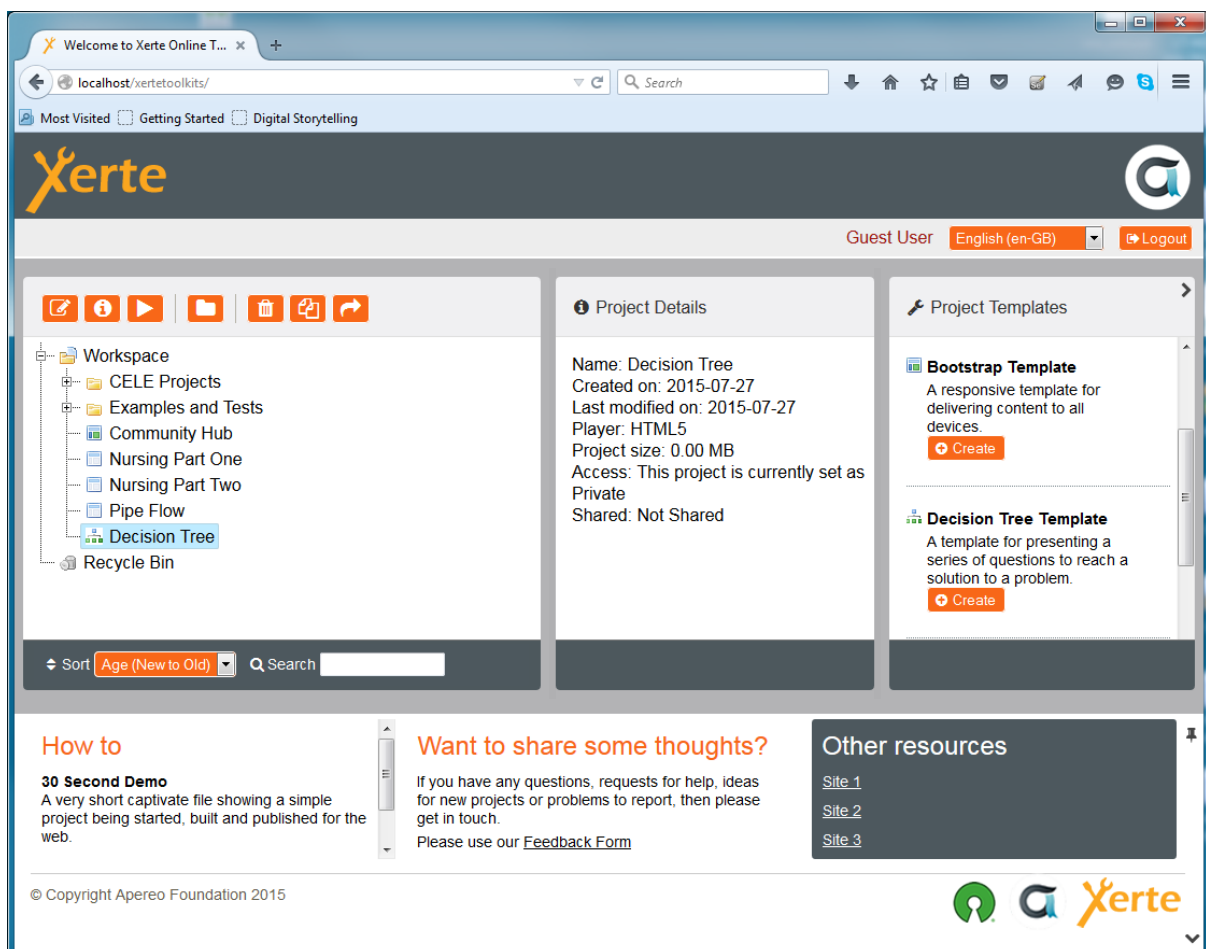 Welcome to Xerte Online T...
localhost/xertetoolkits/
Search
Most Visited
Getting Started
Digital Storytelling
Xerte
Guest User
English (en-GB)
Logout
Workspace
CELE Projects
Examples and Tests
Community Hub
Nursing Part One
Nursing Part Two
Pipe Flow
Decision Tree
Recycle Bin
Sort
Age (New to Old)
Search
Project Details
Name: Decision Tree
Created on: 2015-07-27
Last modified on: 2015-07-27
Player: HTML5
Project size: 0.00 MB
Access: This project is currently set as
Private
Shared: Not Shared
Project Templates
Bootstrap Template
A responsive template for
delivering content to all
devices.
Create
Decision Tree Template
A template for presenting a
series of questions to reach a
solution to a problem.
Create
How to
30 Second Demo
A very short captivate file showing a simple
project being started, built and published for the
web.
Want to share some thoughts?
If you have any questions, requests for help, ideas
for new projects or problems to report, then please
get in touch.
Please use our Feedback Form
Other resources
Site 1
Site 2
Site 3
© Copyright Apereo Foundation 2015
Xerte